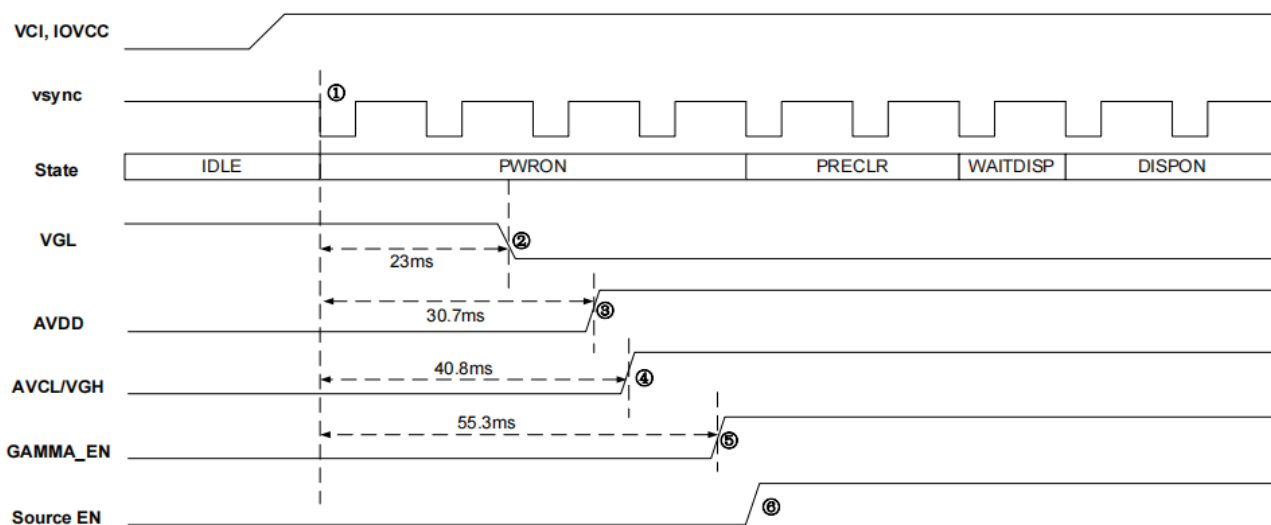 VCI, IOVCC
vsync ①
State IDLE PWRON PRECLR WAITDISP DISPON
VGL ②
23ms
30.7ms ③
AVDD
40.8ms ④
AVCL/VGH
55.3ms ⑤
GAMMA_EN
Source EN ⑥